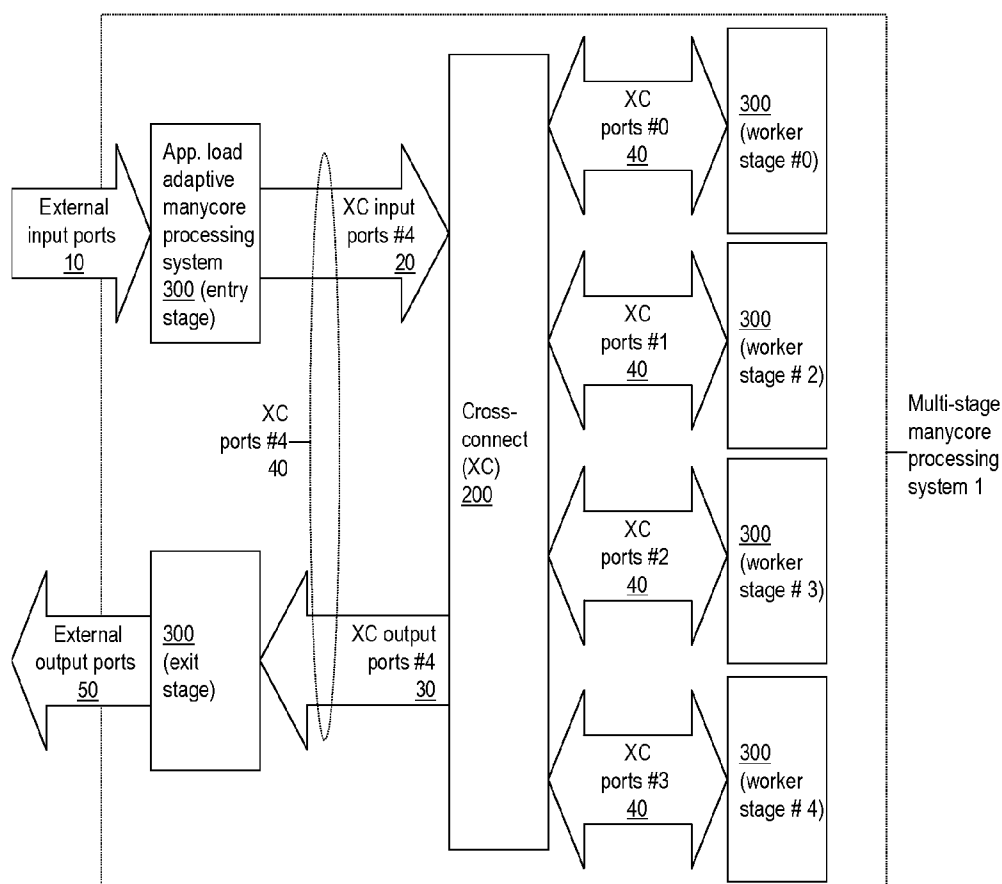 App. load
adaptive
manycore
processing
system
300 (entry
stage)
External
input ports
10
XC input
ports #4
20
XC
ports #4
40
External
output ports
50
300
(exit
stage)
XC output
ports #4
30
Cross-
connect
(XC)
200
XC
ports #0
40
300
(worker
stage #0)
XC
ports #1
40
300
(worker
stage # 2)
XC
ports #2
40
300
(worker
stage # 3)
XC
ports #3
40
300
(worker
stage # 4)
Multi-stage
manycore
processing
system 1